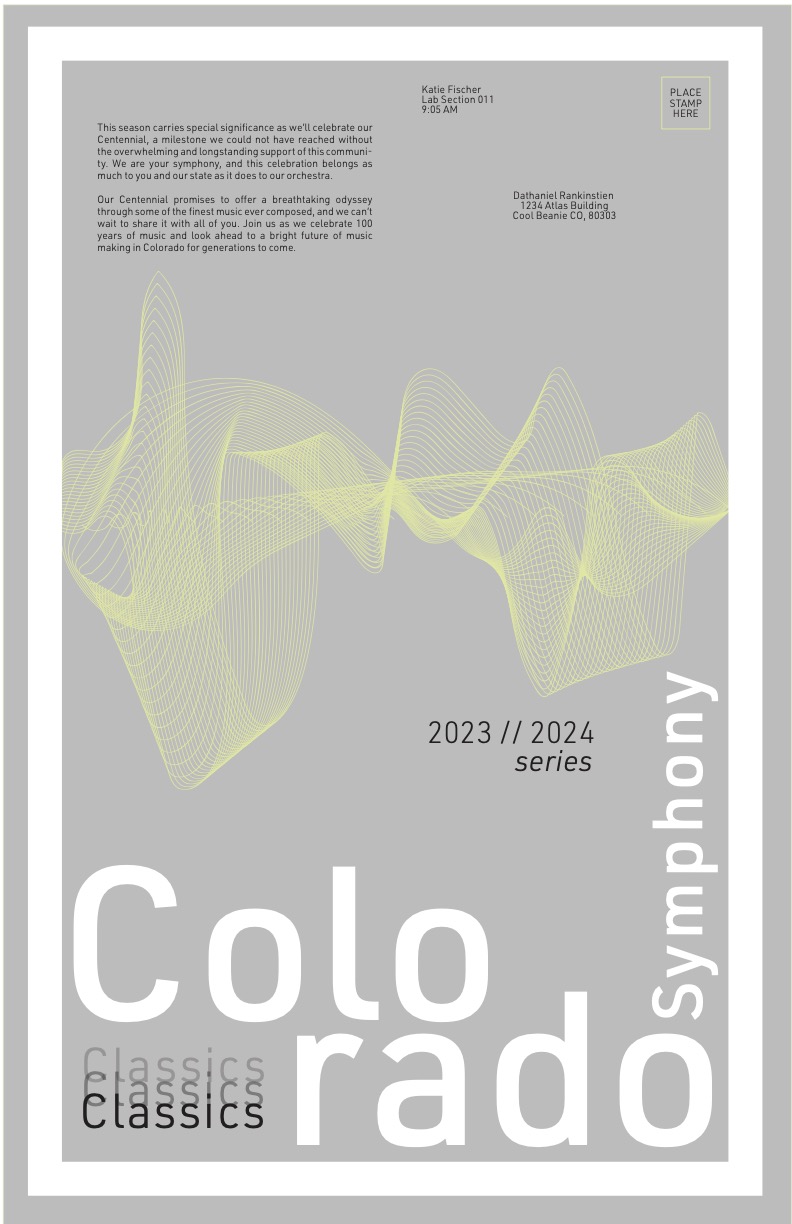 Katie Fischer
Lab Section 011
9:05 AM
PLACE
STAMP
HERE
This season carries special significance as we'll celebrate our
Centennial, a milestone we could not have reached without
the overwhelming and longstanding support of this communi-
ty. We are your symphony, and this celebration belongs as
much to you and our state as it does to our orchestra.
Our Centennial promises to offer a breathtaking odyssey
through some of the finest music ever composed, and we can't
wait to share it with all of you. Join us as we celebrate 100
years of music and look ahead to a bright future of music
making in Colorado for generations to come.
Dathaniel Rankinstien
1234 Atlas Building
Cool Beanie CO, 80303
2023 // 2024
series
Symphony
Colo
rado
Classics
Classics
Classics